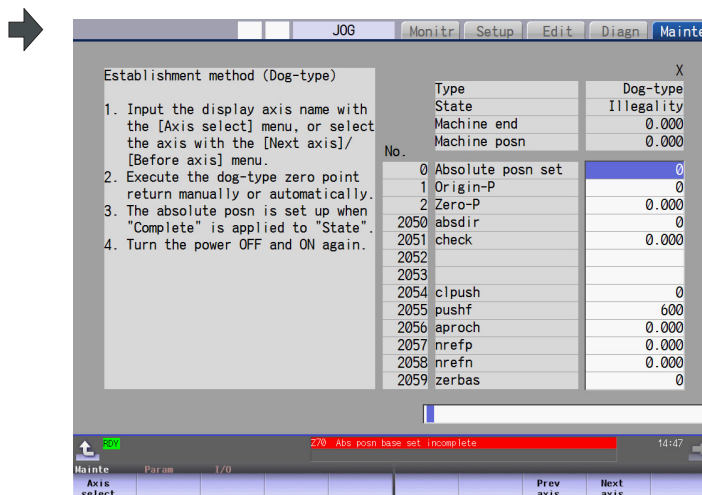 JOG Monitr Setup Edit Diagn Mainte
Establishment method (Dog-type)
1. Input the display axis name with
the [Axis select] menu, or select
the axis with the [Next axis]/
[Before axis] menu.
2. Execute the dog-type zero point
return manually or automatically.
3. The absolute posn is set up when
"Complete" is applied to "State".
4. Turn the power OFF and ON again.
X
Type Dog-type
State Illegality
Machine end 0.000
Machine posn 0.000
No.
0 Absolute posn set 0
1 Origin-P 0
2 Zero-P 0.000
2050 absdir 0
2051 check 0.000
2052
2053
2054 clpush 0
2055 pushf 600
2056 aproch 0.000
2057 nrefp 0.000
2058 nrefn 0.000
2059 zerbas 0
RDY Z70 Abs posn base set incomplete 14:47
Mainte Param I/O
Axis select Prev axis Next axis